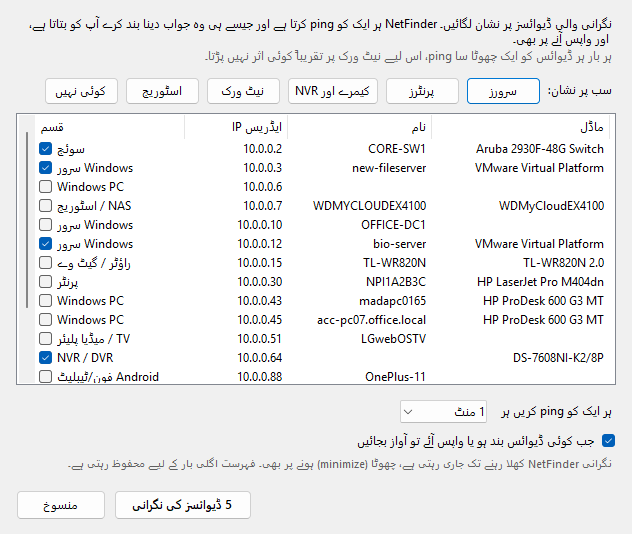 نگرانی والی ڈیوائسز پر نشان لگائیں۔ NetFinder ہر ایک کو ping کرتا ہے اور جیسے ہی وہ جواب دینا بند کرے آپ کو بتاتا ہے،
اور واپس آنے پر بھی۔
ہر بار ہر ڈیوائس کو ایک چھوٹا سا ping، اس لیے نیٹ ورک پر تقریباً کوئی اثر نہیں پڑتا۔
سب پر نشان: سرورز پرنٹرز کیمرے اور NVR نیٹ ورک اسٹوریج کوئی نہیں
ماڈل نام IP ایڈریس قسم
Aruba 2930F-48G Switch CORE-SW1 10.0.0.2 سوئچ
VMware Virtual Platform new-fileserver 10.0.0.3 Windows سرور
10.0.0.6 Windows PC
WDMyCloudEX4100 WDMYCLOUDEX4100 10.0.0.7 اسٹوریج / NAS
OFFICE-DC1 10.0.0.10 Windows سرور
VMware Virtual Platform bio-server 10.0.0.12 Windows سرور
TL-WR820N 2.0 TL-WR820N 10.0.0.15 راؤٹر / گیٹ وے
HP LaserJet Pro M404dn NPI1A2B3C 10.0.0.30 پرنٹر
HP ProDesk 600 G3 MT madapc0165 10.0.0.43 Windows PC
HP ProDesk 600 G3 MT acc-pc07.office.local 10.0.0.45 Windows PC
LGwebOSTV 10.0.0.51 میڈیا پلیئر / TV
DS-7608NI-K2/8P 10.0.0.64 NVR / DVR
OnePlus-11 10.0.0.88 Android فون/ٹیبلیٹ
ہر ایک کو ping کریں ہر 1 منٹ
جب کوئی ڈیوائس بند ہو یا واپس آئے تو آواز بجائیں
نگرانی NetFinder کھلا رہنے تک جاری رہتی ہے، چھوٹا (minimize) ہونے پر بھی۔ فہرست اگلی بار کے لیے محفوظ رہتی ہے۔
5 ڈیوائسز کی نگرانی منسوخ